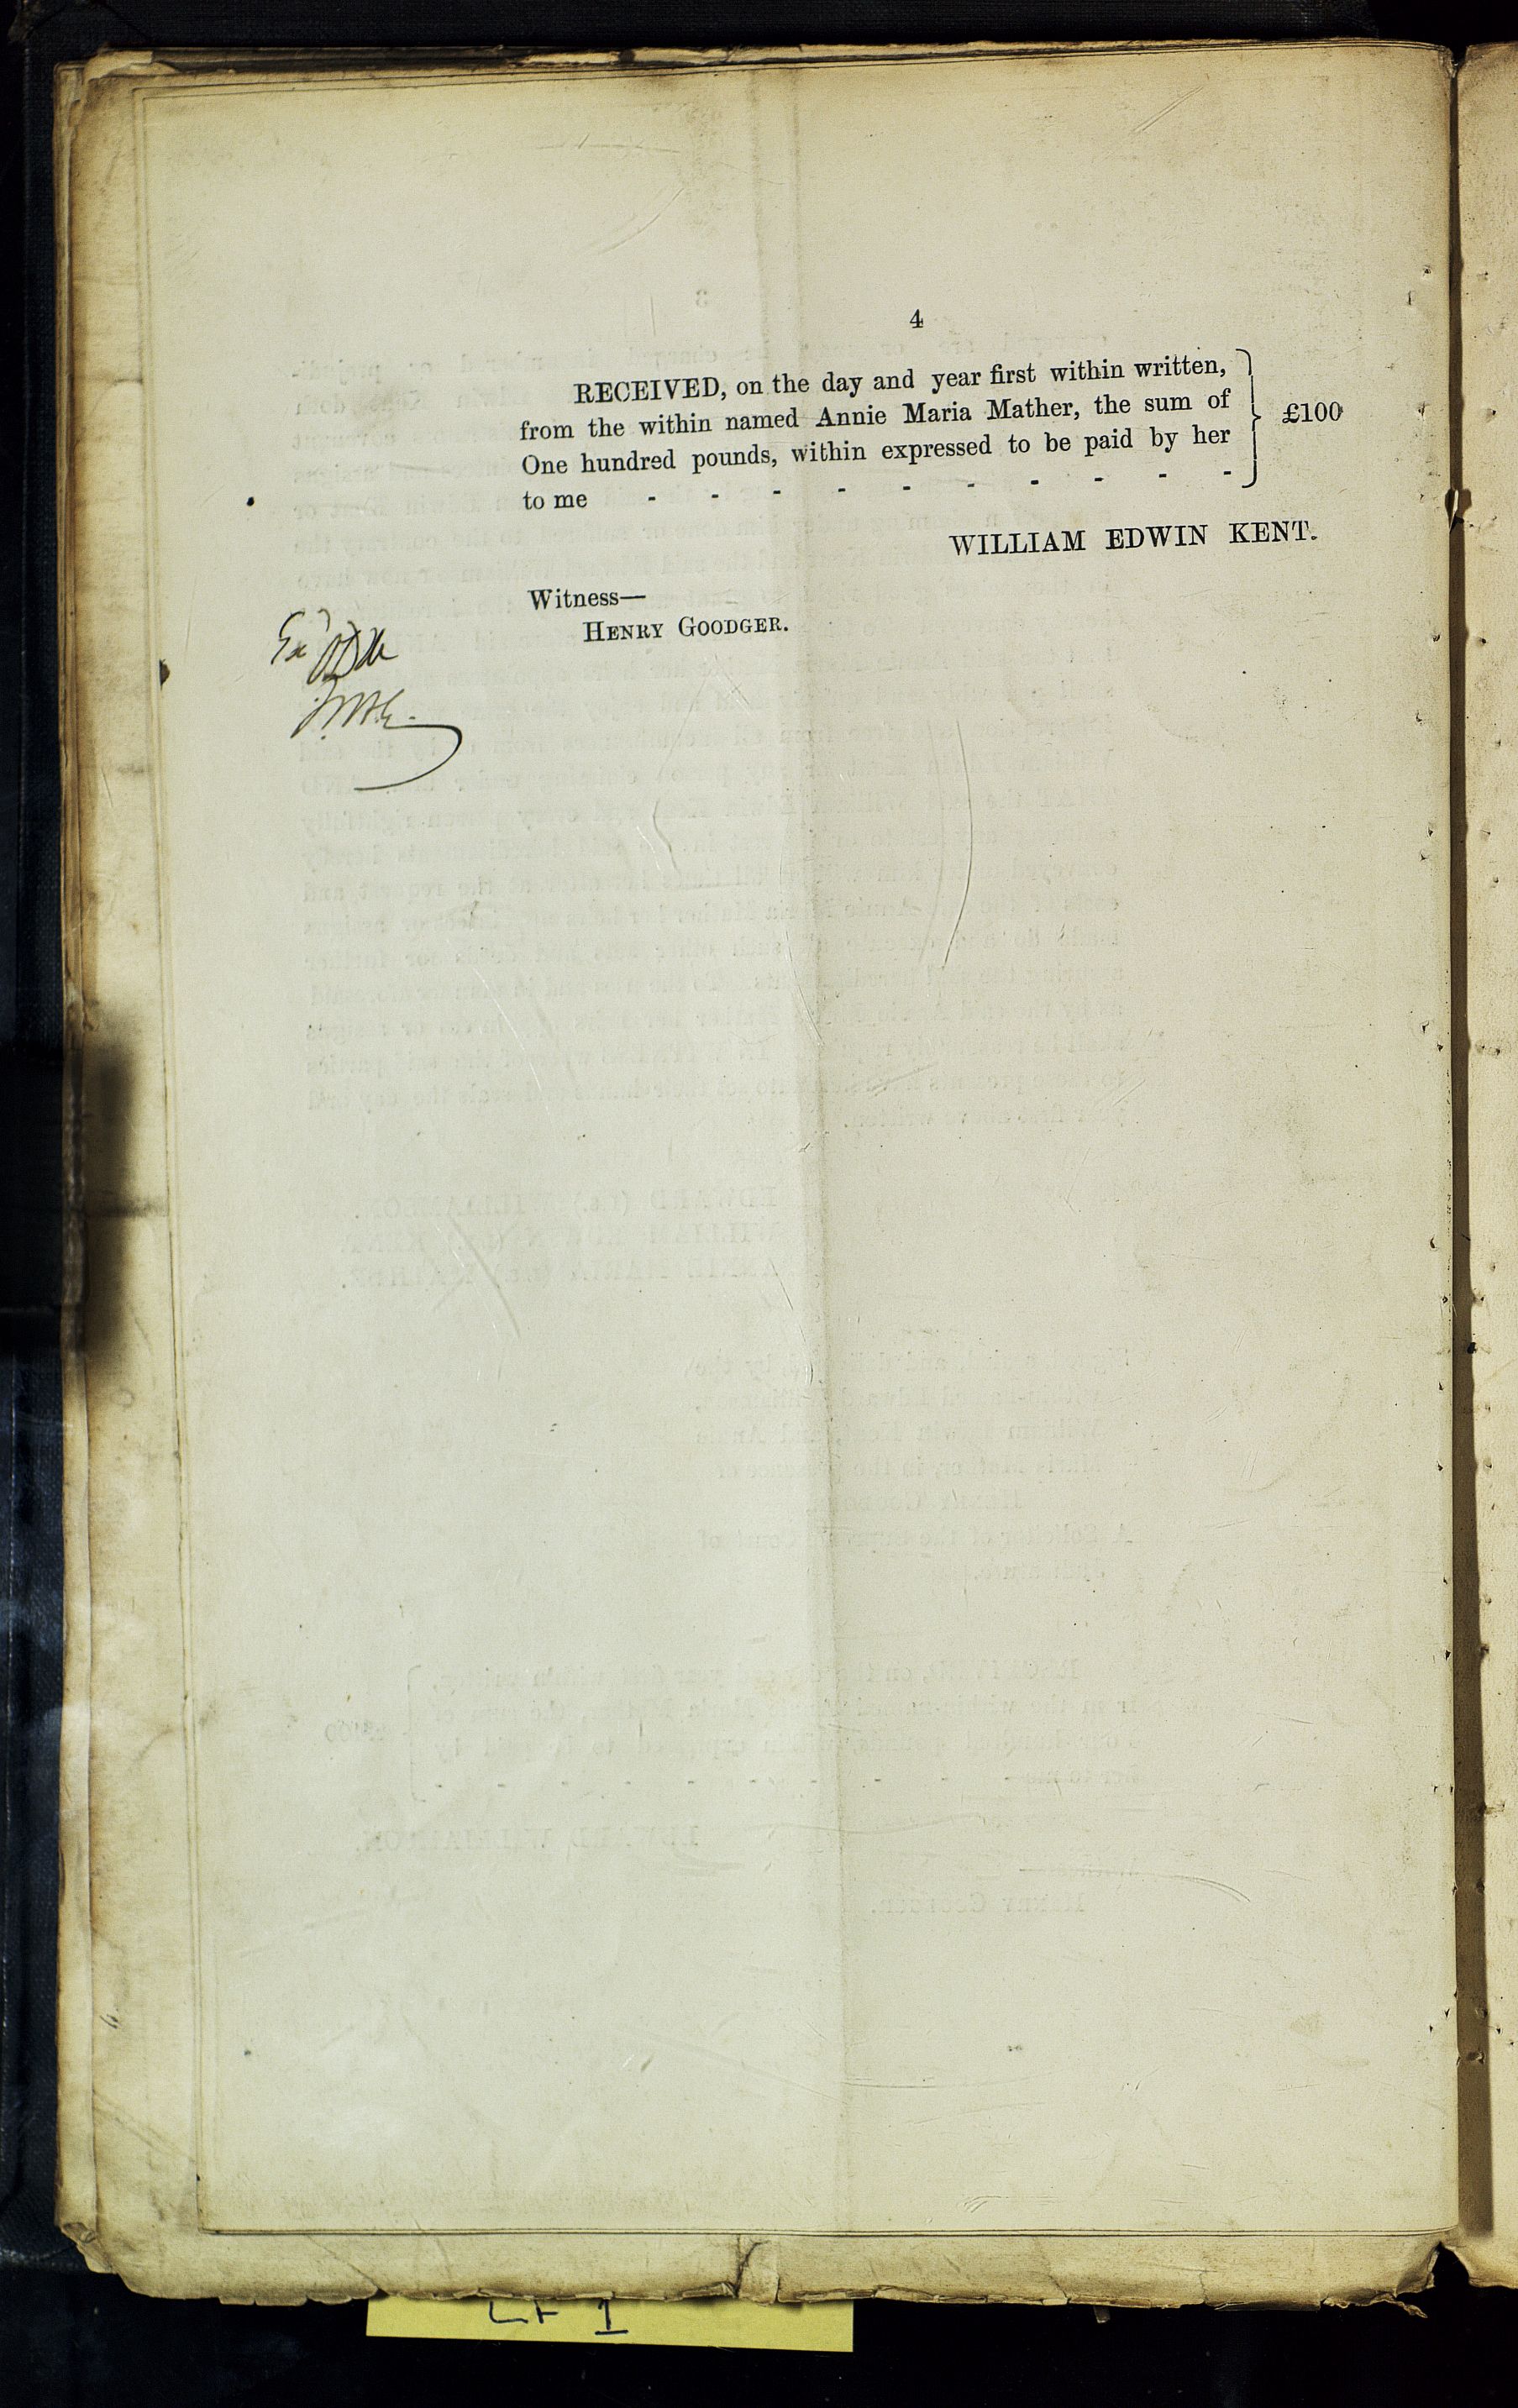 4
RECEIVED, on the day and year first within written,
from the within named Annie Maria Mather, the sum of
One hundred pounds, within expressed to be paid by her
to me - - - - - - - - - -
£100
WILLIAM EDWIN KENT.
Witness—
HENRY GOODGER.